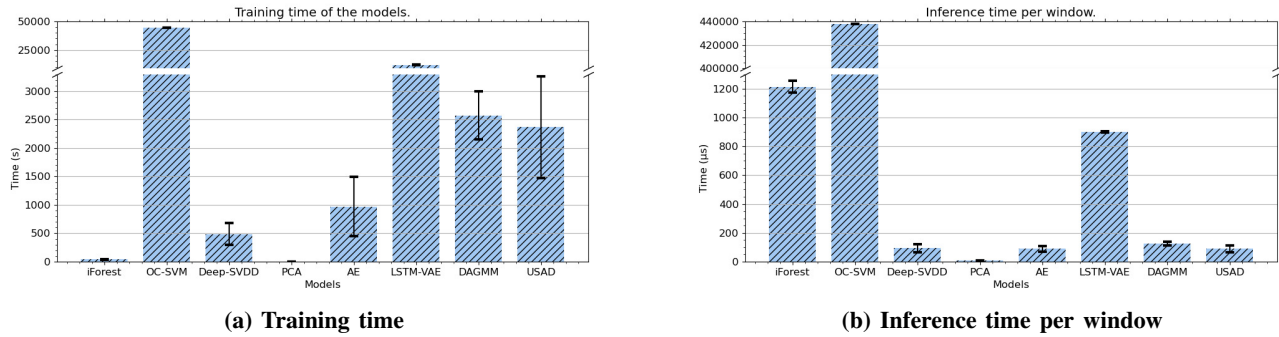 Training time of the models.
50000
25000
3000
2500
2000
1500
1000
500
0
Time (s)
iForest OC-SVM Deep-SVDD PCA AE LSTM-VAE DAGMM USAD
Models
(a) Training time
Inference time per window.
440000
420000
400000
1200
1000
800
600
400
200
0
Time (µs)
iForest OC-SVM Deep-SVDD PCA AE LSTM-VAE DAGMM USAD
Models
(b) Inference time per window